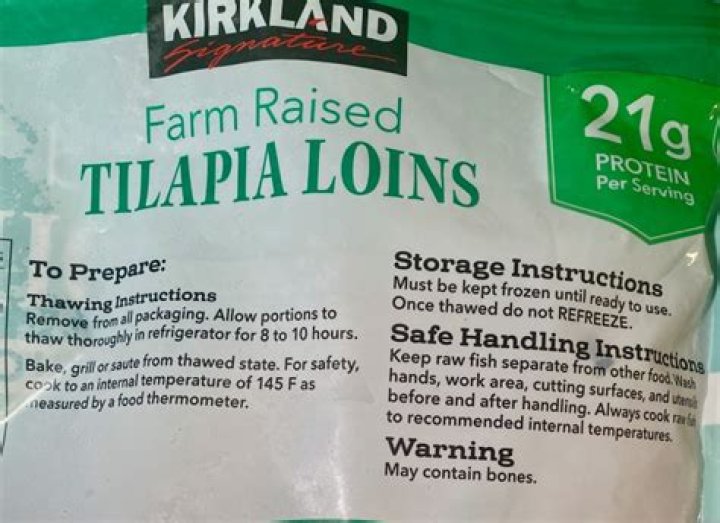 KIRKLAND
Signature
Farm Raised
TILAPIA LOINS
21g
PROTEIN
Per Serving
To Prepare:
Thawing Instructions
Remove from all packaging. Allow portions to
thaw thoroughly in refrigerator for 8 to 10 hours.
Bake, grill or saute from thawed state. For safety,
cook to an internal temperature of 145 F as
measured by a food thermometer.
Storage Instructions
Must be kept frozen until ready to use.
Once thawed do not REFREEZE.
Safe Handling Instructions
Keep raw fish separate from other food. Wash
hands, work area, cutting surfaces, and utensils
before and after handling. Always cook raw fish
to recommended internal temperatures.
Warning
May contain bones.